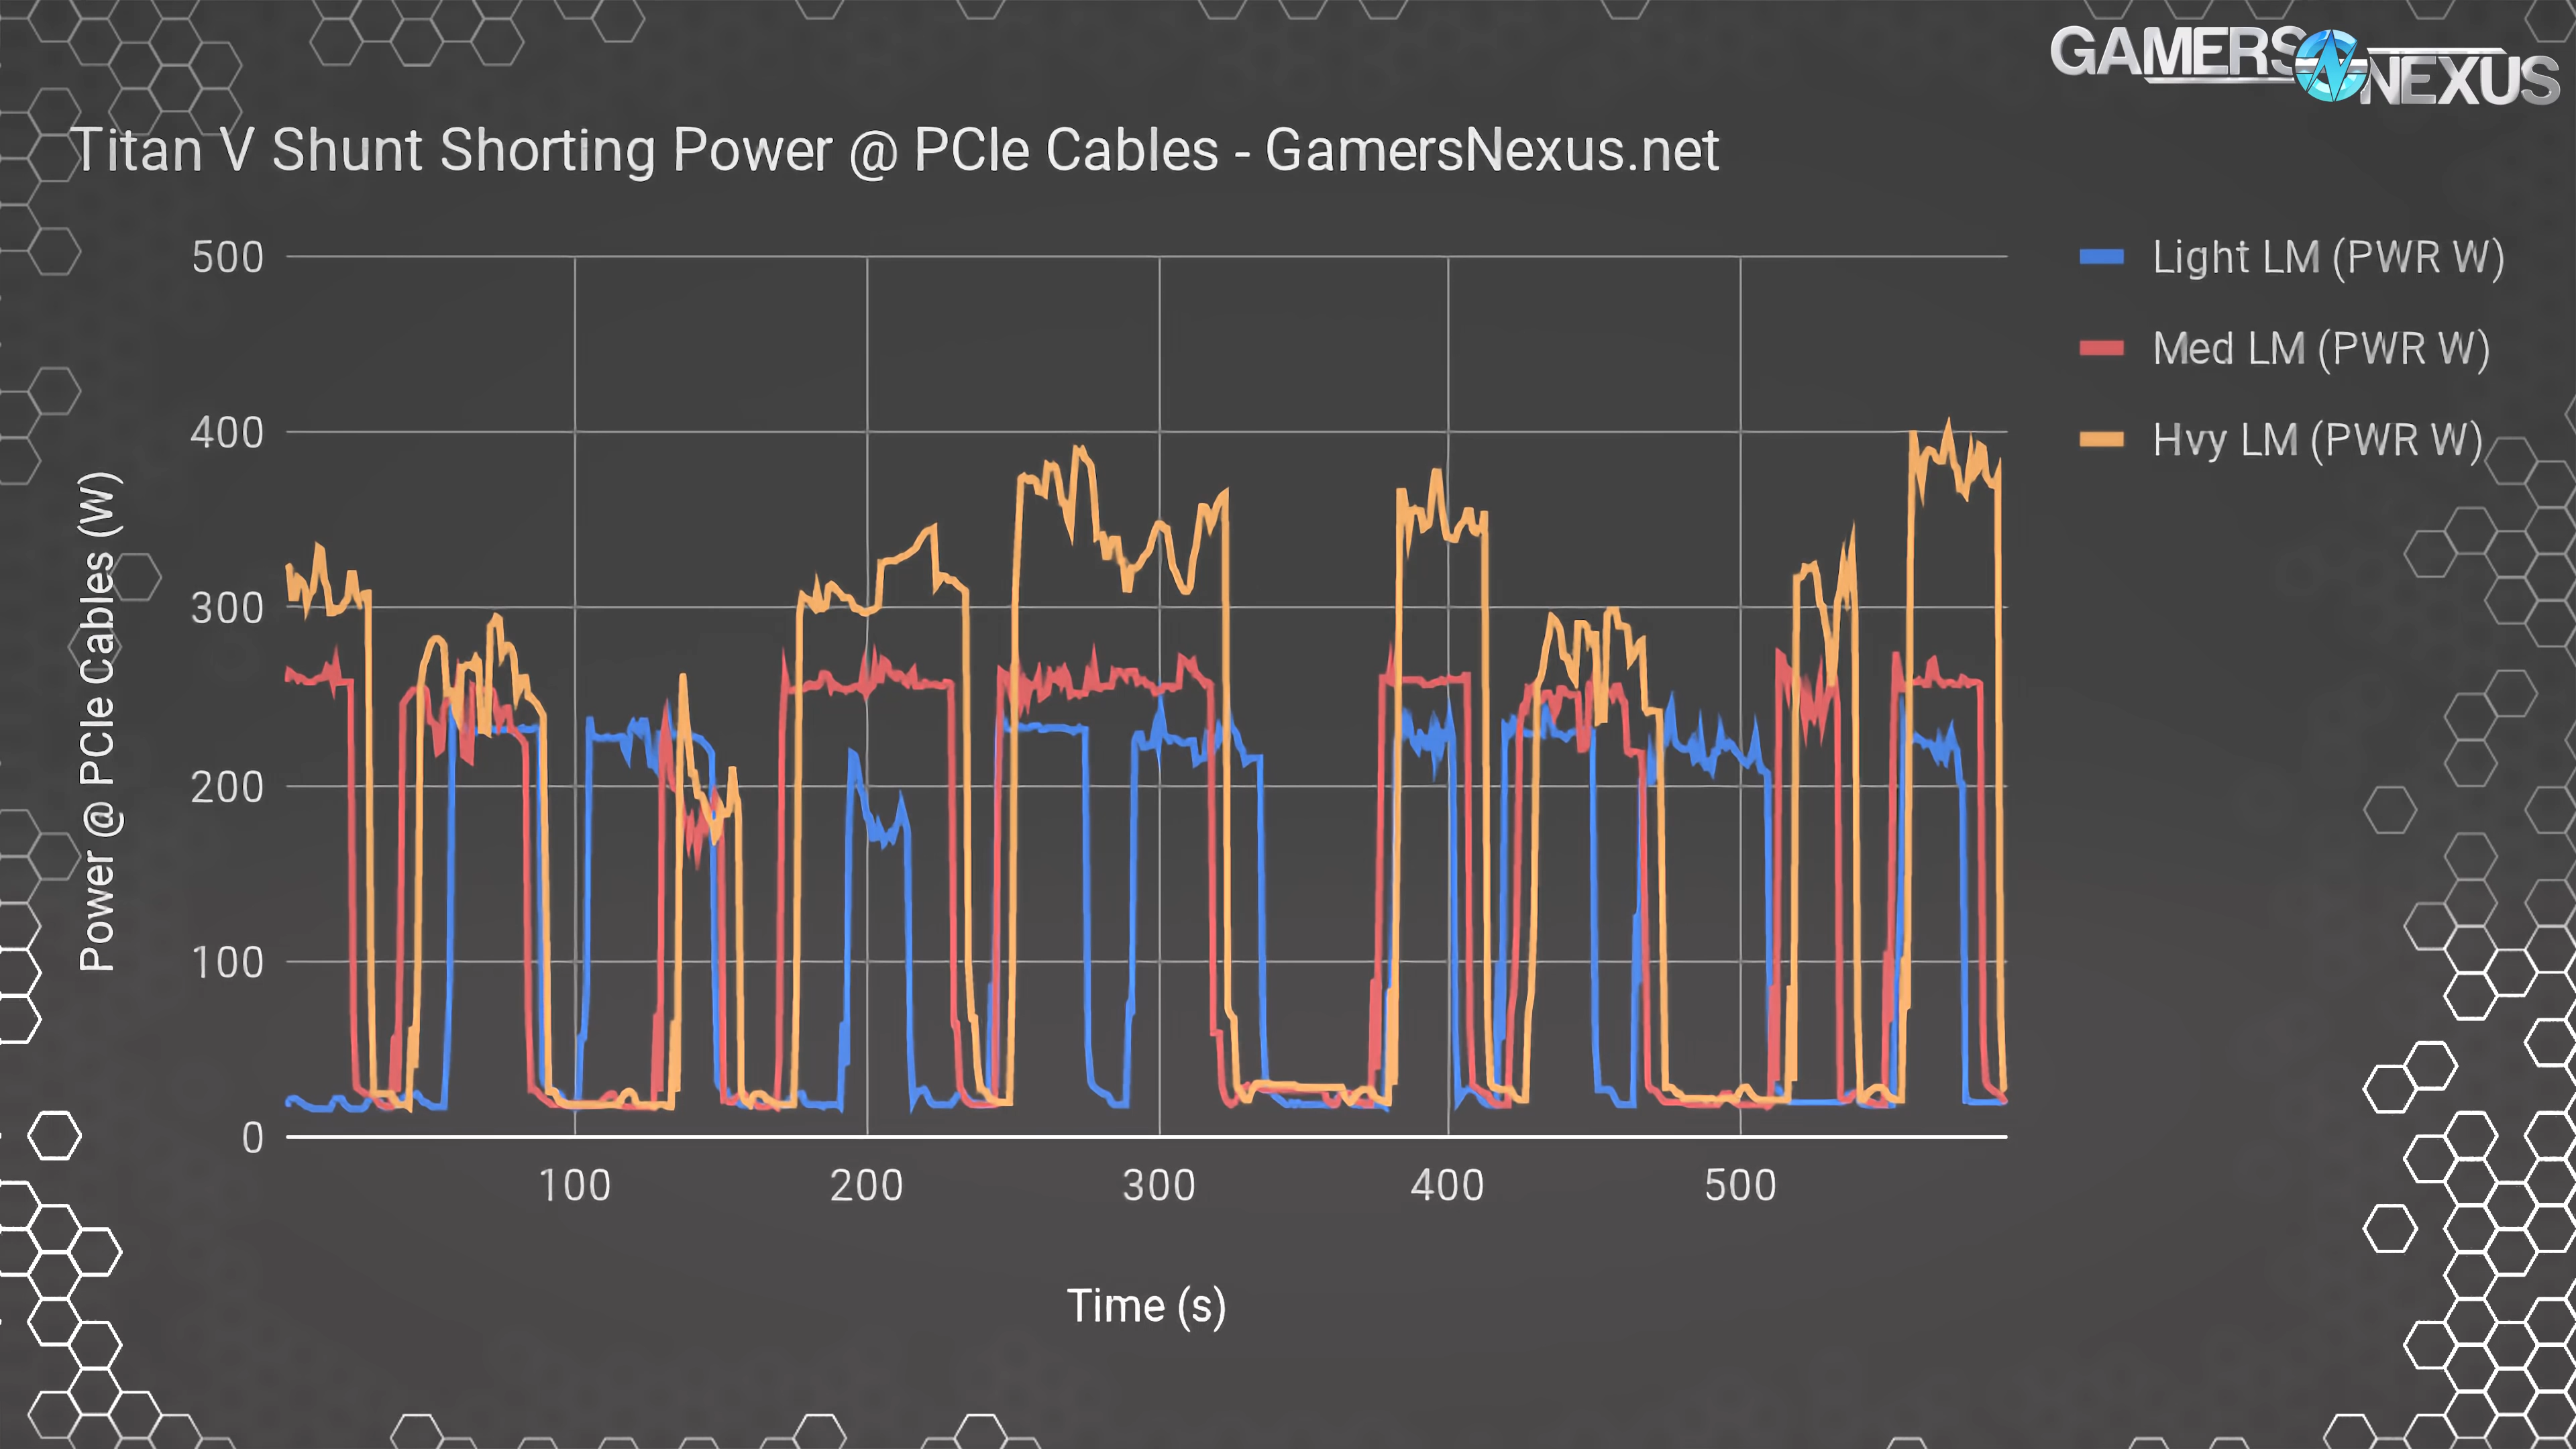 GAMERS NEXUS
Titan V Shunt Shorting Power @ PCIe Cables - GamersNexus.net
Light LM (PWR W)
Med LM (PWR W)
Hvy LM (PWR W)
Power @ PCIe Cables (W)
500
400
300
200
100
0
100 200 300 400 500
Time (s)